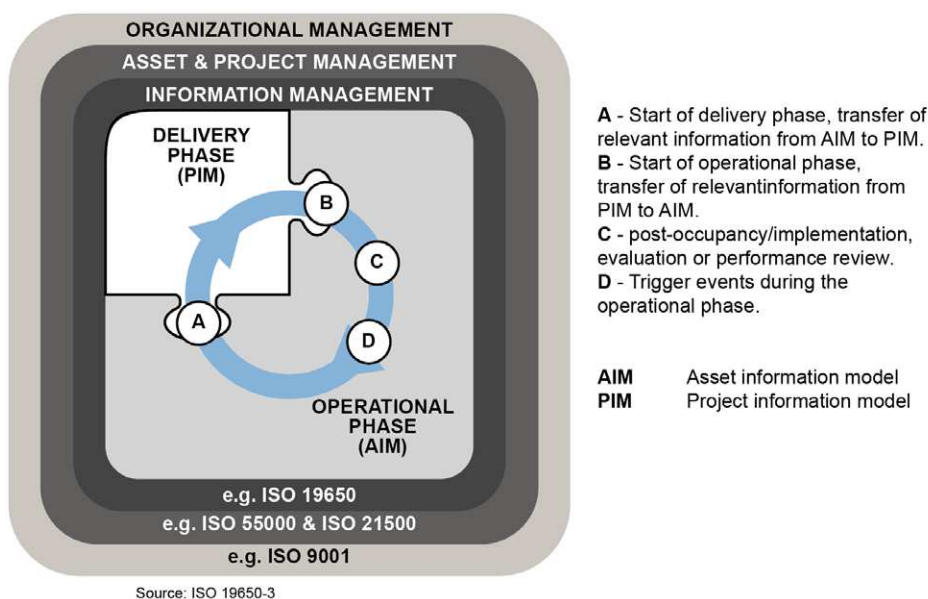 ORGANIZATIONAL MANAGEMENT
ASSET & PROJECT MANAGEMENT
INFORMATION MANAGEMENT
DELIVERY
PHASE
(PIM)
B
C
A
D
OPERATIONAL
PHASE
(AIM)
e.g. ISO 19650
e.g. ISO 55000 & ISO 21500
e.g. ISO 9001
Source: ISO 19650-3
A - Start of delivery phase, transfer of
relevant information from AIM to PIM.
B - Start of operational phase,
transfer of relevantinformation from
PIM to AIM.
C - post-occupancy/implementation,
evaluation or performance review.
D - Trigger events during the
operational phase.
AIM Asset information model
PIM Project information model